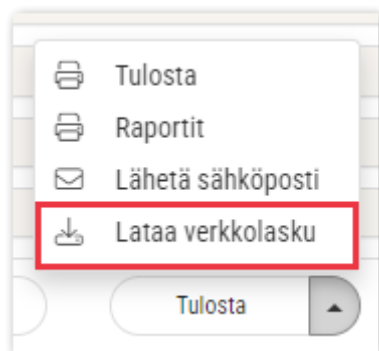 Tulosta
Raportit
Lähetä sähköposti
Lataa verkkolasku
Tulosta